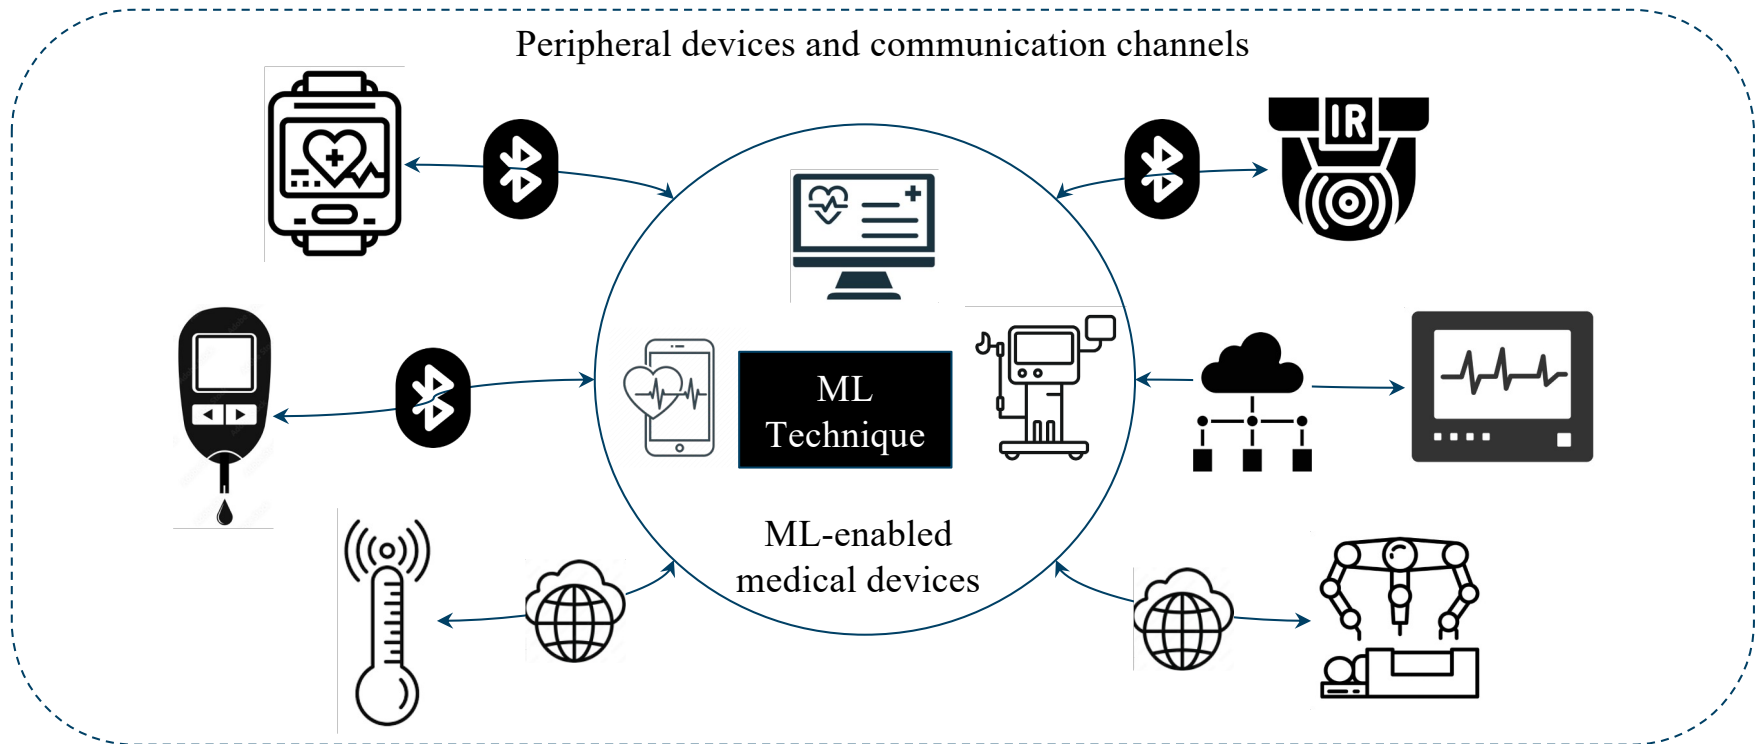 Peripheral devices and communication channels
IR
ML
Technique
ML-enabled
medical devices